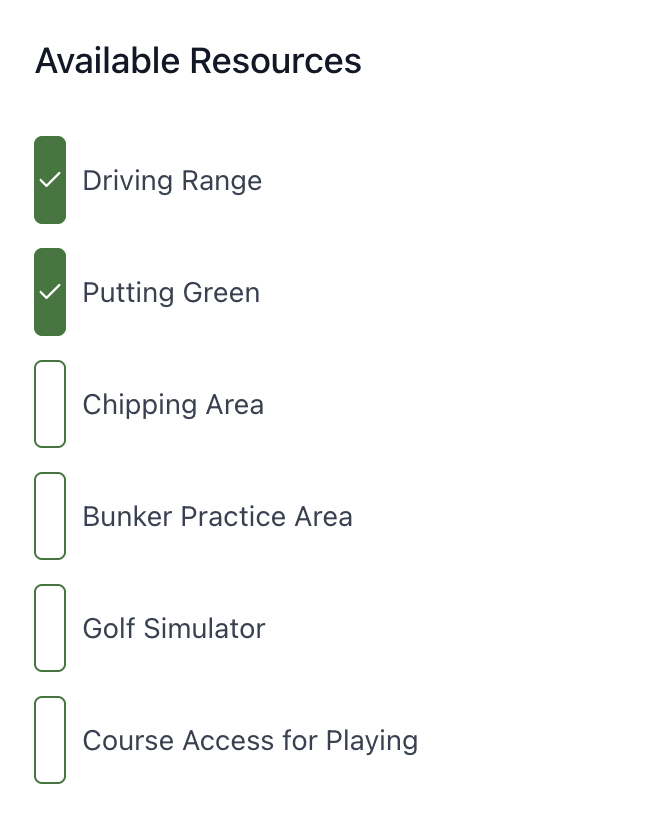 Available Resources
Driving Range
Putting Green
Chipping Area
Bunker Practice Area
Golf Simulator
Course Access for Playing